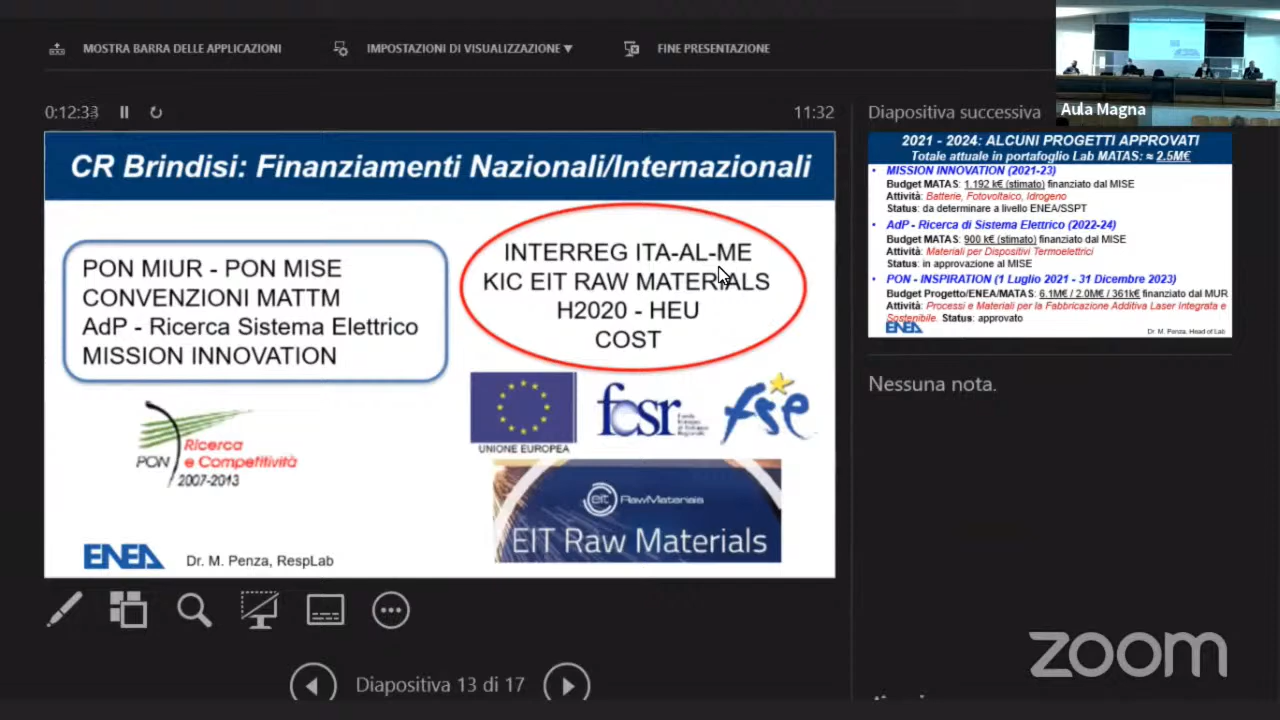 MOSTRA BARRA DELLE APPLICAZIONI
IMPOSTAZIONI DI VISUALIZZAZIONE ▼
FINE PRESENTAZIONE
Aula Magna
0:12:33
11:32
Diapositiva successiva
CR Brindisi: Finanziamenti Nazionali/Internazionali
PON MIUR - PON MISE
CONVENZIONI MATTM
AdP - Ricerca Sistema Elettrico
MISSION INNOVATION
INTERREG ITA-AL-ME
KIC EIT RAW MATERIALS
H2020 - HEU
COST
PON
Ricerca
e Competitività
2007-2013
UNIONE EUROPEA
fesr
fse
eit RawMaterials
EIT Raw Materials
ENEA
Dr. M. Penza, RespLab
2021 - 2024: ALCUNI PROGETTI APPROVATI
Totale attuale in portafoglio Lab MATAS: ≈ 2.5M€
• MISSION INNOVATION (2021-23)
Budget MATAS: 1.192 k€ (stimato) finanziato dal MISE
Attività: Batterie, Fotovoltaico, Idrogeno
Status: da determinare a livello ENEA/SSPT
• AdP - Ricerca di Sistema Elettrico (2022-24)
Budget MATAS: 900 k€ (stimato) finanziato dal MISE
Attività: Materiali per Dispositivi Termoelettrici
Status: in approvazione al MISE
• PON - INSPIRATION (1 Luglio 2021 - 31 Dicembre 2023)
Budget Progetto/ENEA/MATAS: 6.1M€ / 2.0M€ / 361k€ finanziato dal MUR
Attività: Processi e Materiali per la Fabbricazione Additiva Laser Integrata e
Sostenibile. Status: approvato
ENEA
Dr. M. Penza, Head of Lab
Nessuna nota.
Diapositiva 13 di 17
zoom